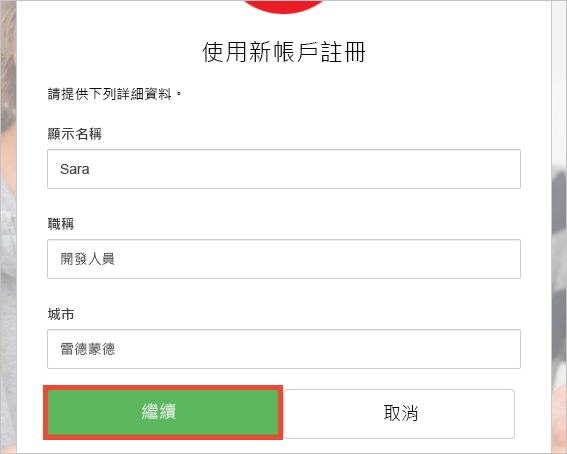 使用新帳戶註冊
請提供下列詳細資料。
顯示名稱
Sara
職稱
開發人員
城市
雷德蒙德
繼續
取消